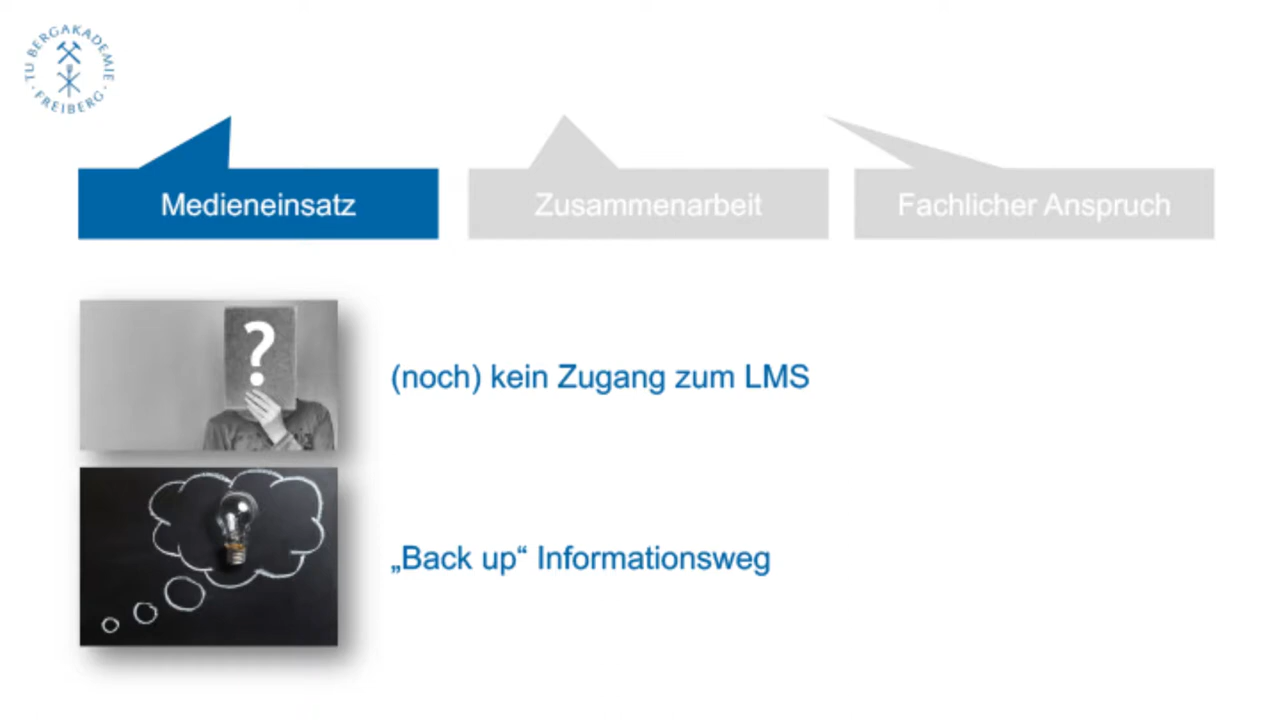 TU BERGAKADEMIE
· FREIBERG ·
Medieneinsatz
Zusammenarbeit
Fachlicher Anspruch
?
(noch) kein Zugang zum LMS
„Back up“ Informationsweg